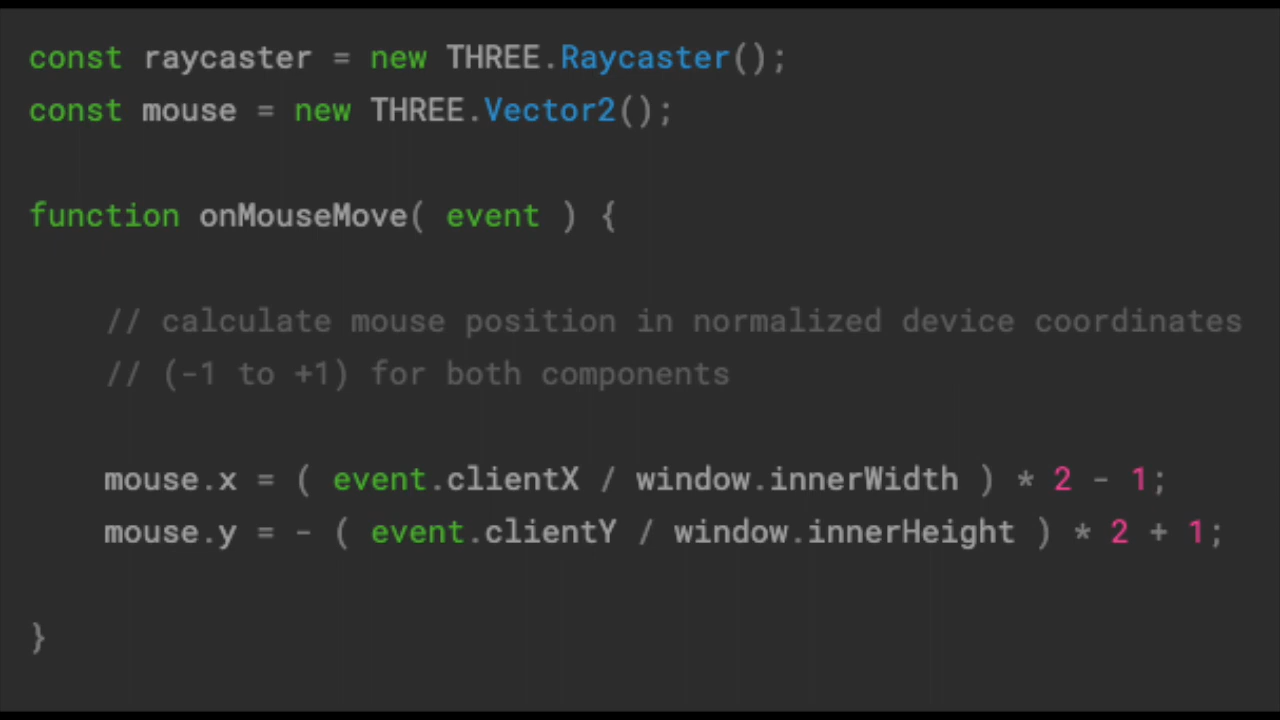 const raycaster = new THREE.Raycaster();
const mouse = new THREE.Vector2();
function onMouseMove( event ) {
// calculate mouse position in normalized device coordinates
// (-1 to +1) for both components
mouse.x = ( event.clientX / window.innerWidth ) * 2 - 1;
mouse.y = - ( event.clientY / window.innerHeight ) * 2 + 1;
}